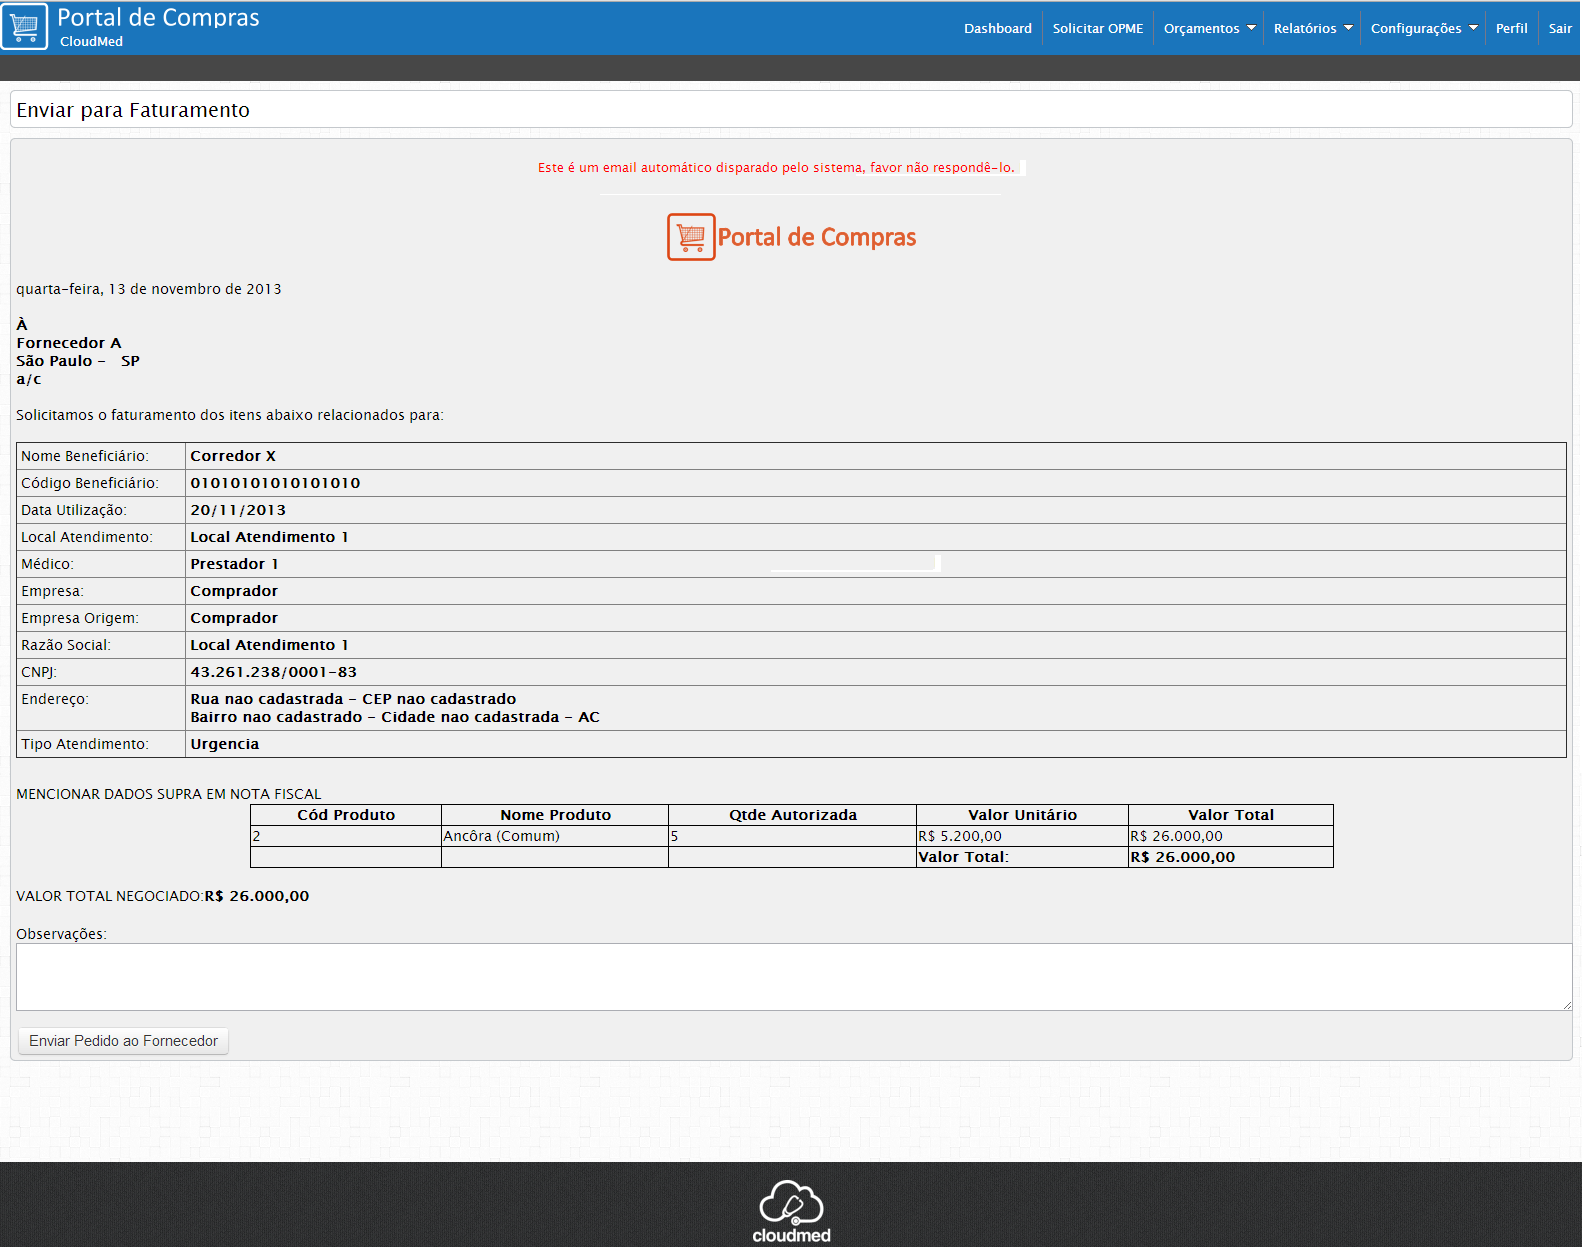 Portal de Compras
CloudMed
Dashboard
Solicitar OPME
Orçamentos
Relatórios
Configurações
Perfil
Sair
Enviar para Faturamento
Este é um email automático disparado pelo sistema, favor não respondê-lo.
Portal de Compras
quarta-feira, 13 de novembro de 2013
À
Fornecedor A
São Paulo - SP
a/c
Solicitamos o faturamento dos itens abaixo relacionados para:
Nome Beneficiário: Corredor X
Código Beneficiário: 01010101010101010
Data Utilização: 20/11/2013
Local Atendimento: Local Atendimento 1
Médico: Prestador 1
Empresa: Comprador
Empresa Origem: Comprador
Razão Social: Local Atendimento 1
CNPJ: 43.261.238/0001-83
Endereço: Rua nao cadastrada - CEP nao cadastrado
Bairro nao cadastrado - Cidade nao cadastrada - AC
Tipo Atendimento: Urgencia
MENCIONAR DADOS SUPRA EM NOTA FISCAL
Cód Produto Nome Produto Qtde Autorizada Valor Unitário Valor Total
2 Ancôra (Comum) 5 R$ 5.200,00 R$ 26.000,00
Valor Total: R$ 26.000,00
VALOR TOTAL NEGOCIADO:R$ 26.000,00
Observações:
Enviar Pedido ao Fornecedor
cloudmed